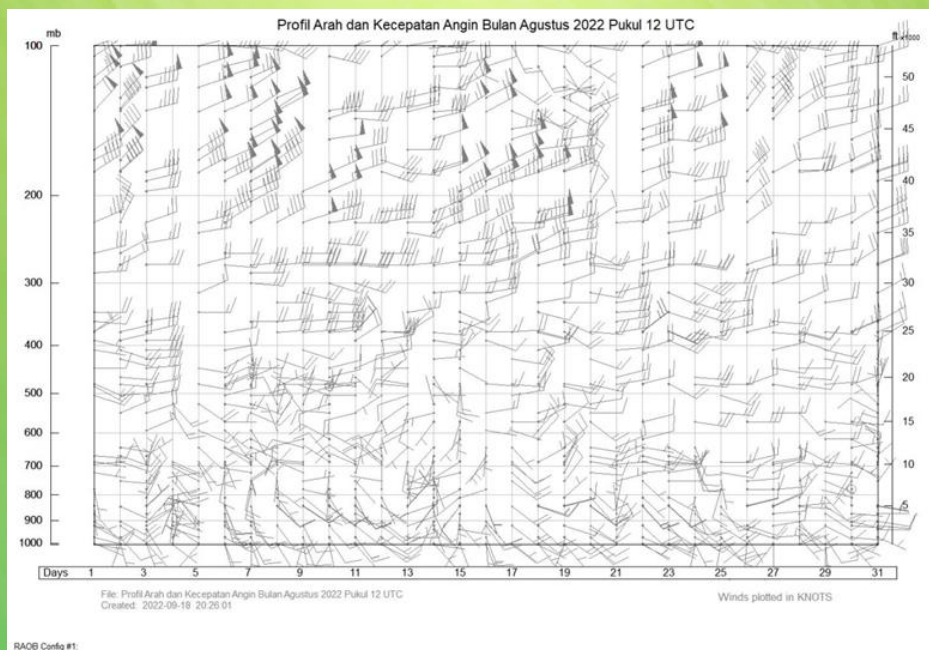 Profil Arah dan Kecepatan Angin Bulan Agustus 2022 Pukul 12 UTC
mb
ft x1000
100
200
300
400
500
600
700
800
900
1000
50
45
40
35
30
25
20
15
10
5
Days 1 3 5 7 9 11 13 15 17 19 21 23 25 27 29 31
File: Profil Arah dan Kecepatan Angin Bulan Agustus 2022 Pukul 12 UTC
Created: 2022-09-18 20:26:01
Winds plotted in KNOTS
RAOB Config #1: